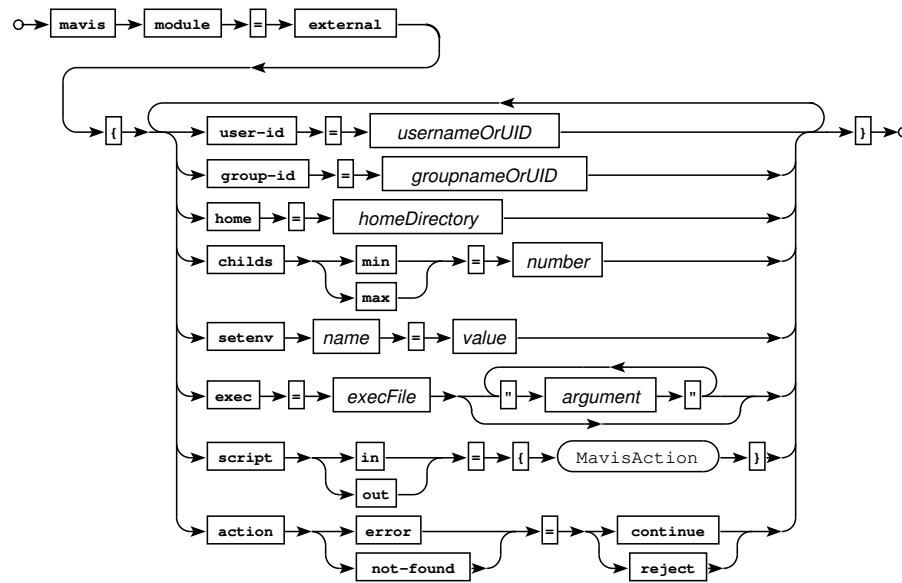 mavis module = external
{ user-id = usernameOrUID }
group-id = groupnameOrUID
home = homeDirectory
childs min = number
max
setenv name = value
exec = execFile " argument "
script in = { MavisAction }
out
action error = continue
not-found reject